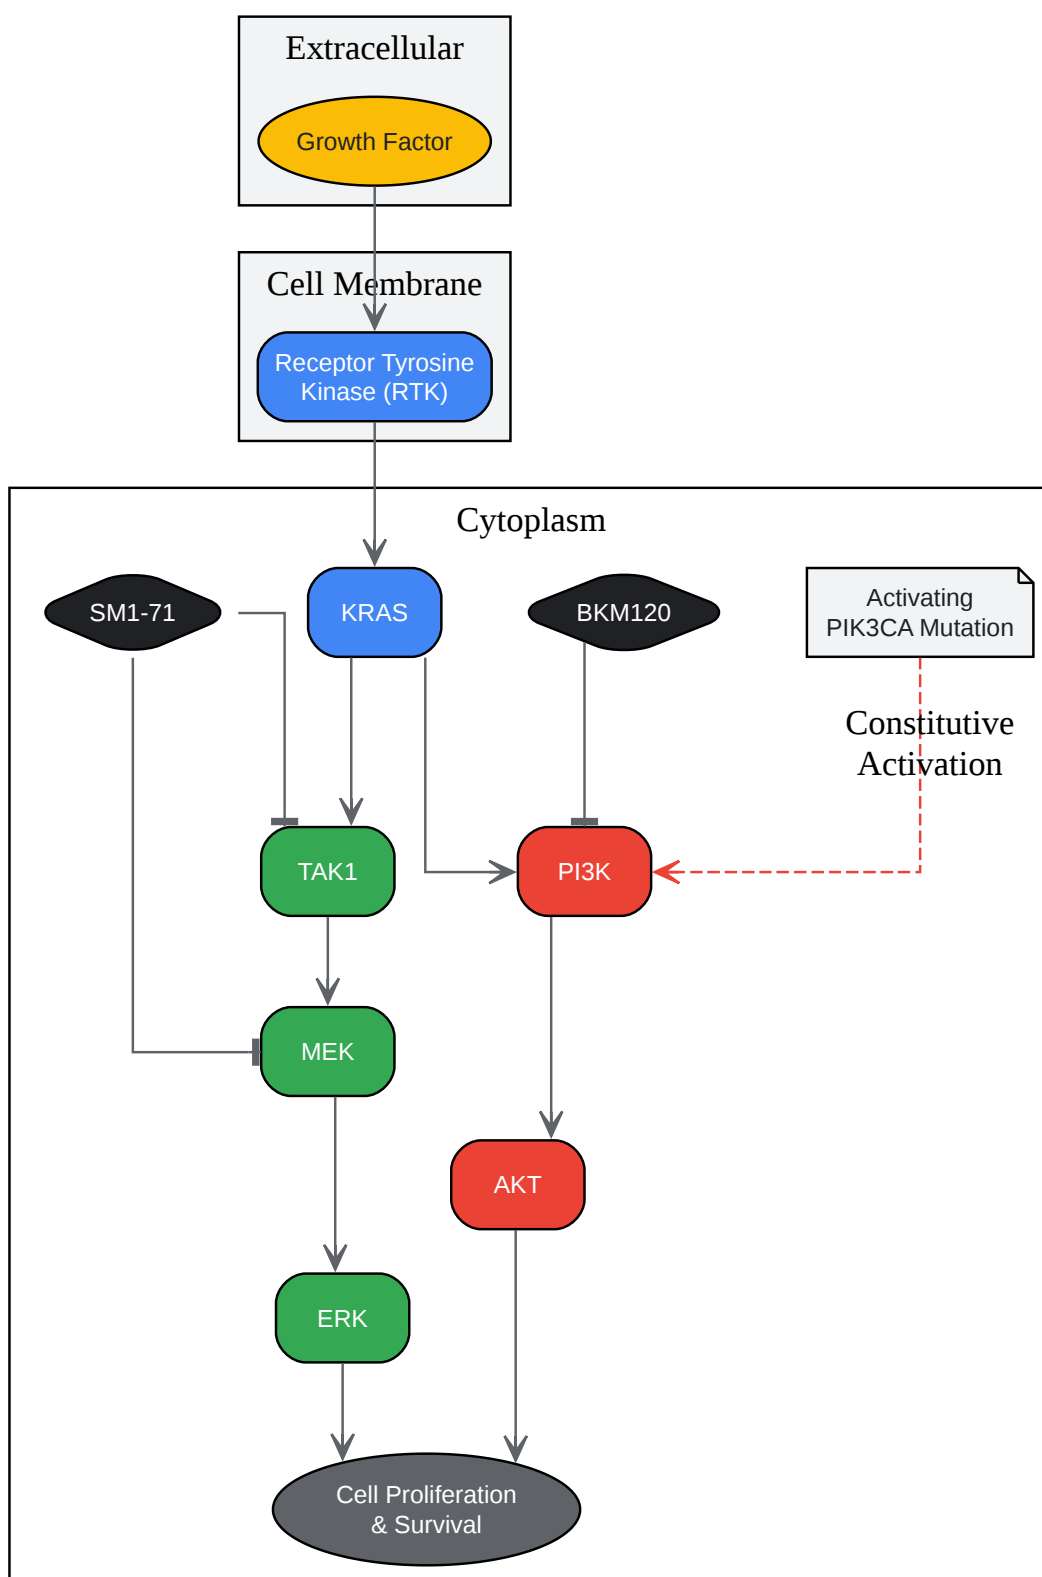 Extracellular
Growth Factor
Cell Membrane
Receptor Tyrosine
Kinase (RTK)
Cytoplasm
SM1-71
KRAS
BKM120
Activating
PIK3CA Mutation
Constitutive
Activation
TAK1
PI3K
MEK
AKT
ERK
Cell Proliferation
& Survival